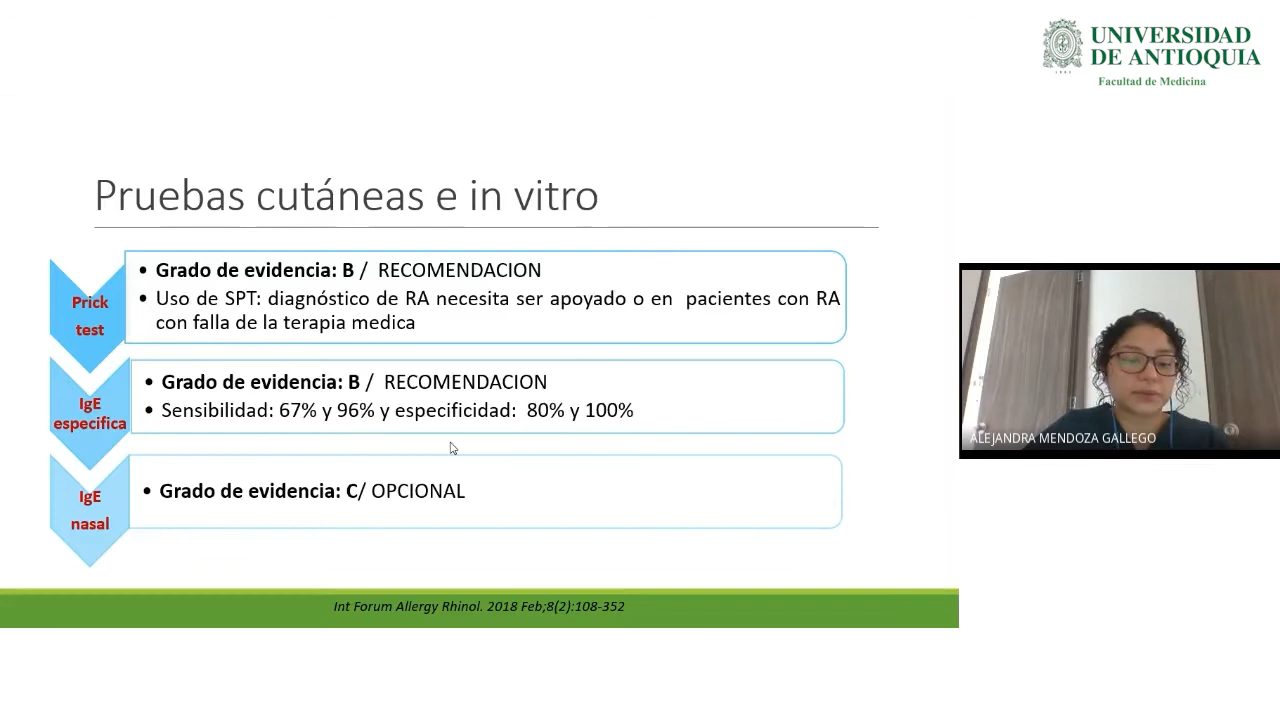 UNIVERSIDAD
DE ANTIOQUIA
Facultad de Medicina
Pruebas cutáneas e in vitro
Prick
test
• Grado de evidencia: B / RECOMENDACION
• Uso de SPT: diagnóstico de RA necesita ser apoyado o en pacientes con RA
con falla de la terapia medica
IgE
especifica
• Grado de evidencia: B / RECOMENDACION
• Sensibilidad: 67% y 96% y especificidad: 80% y 100%
IgE
nasal
• Grado de evidencia: C/ OPCIONAL
Int Forum Allergy Rhinol. 2018 Feb;8(2):108-352
ALEJANDRA MENDOZA GALLEGO